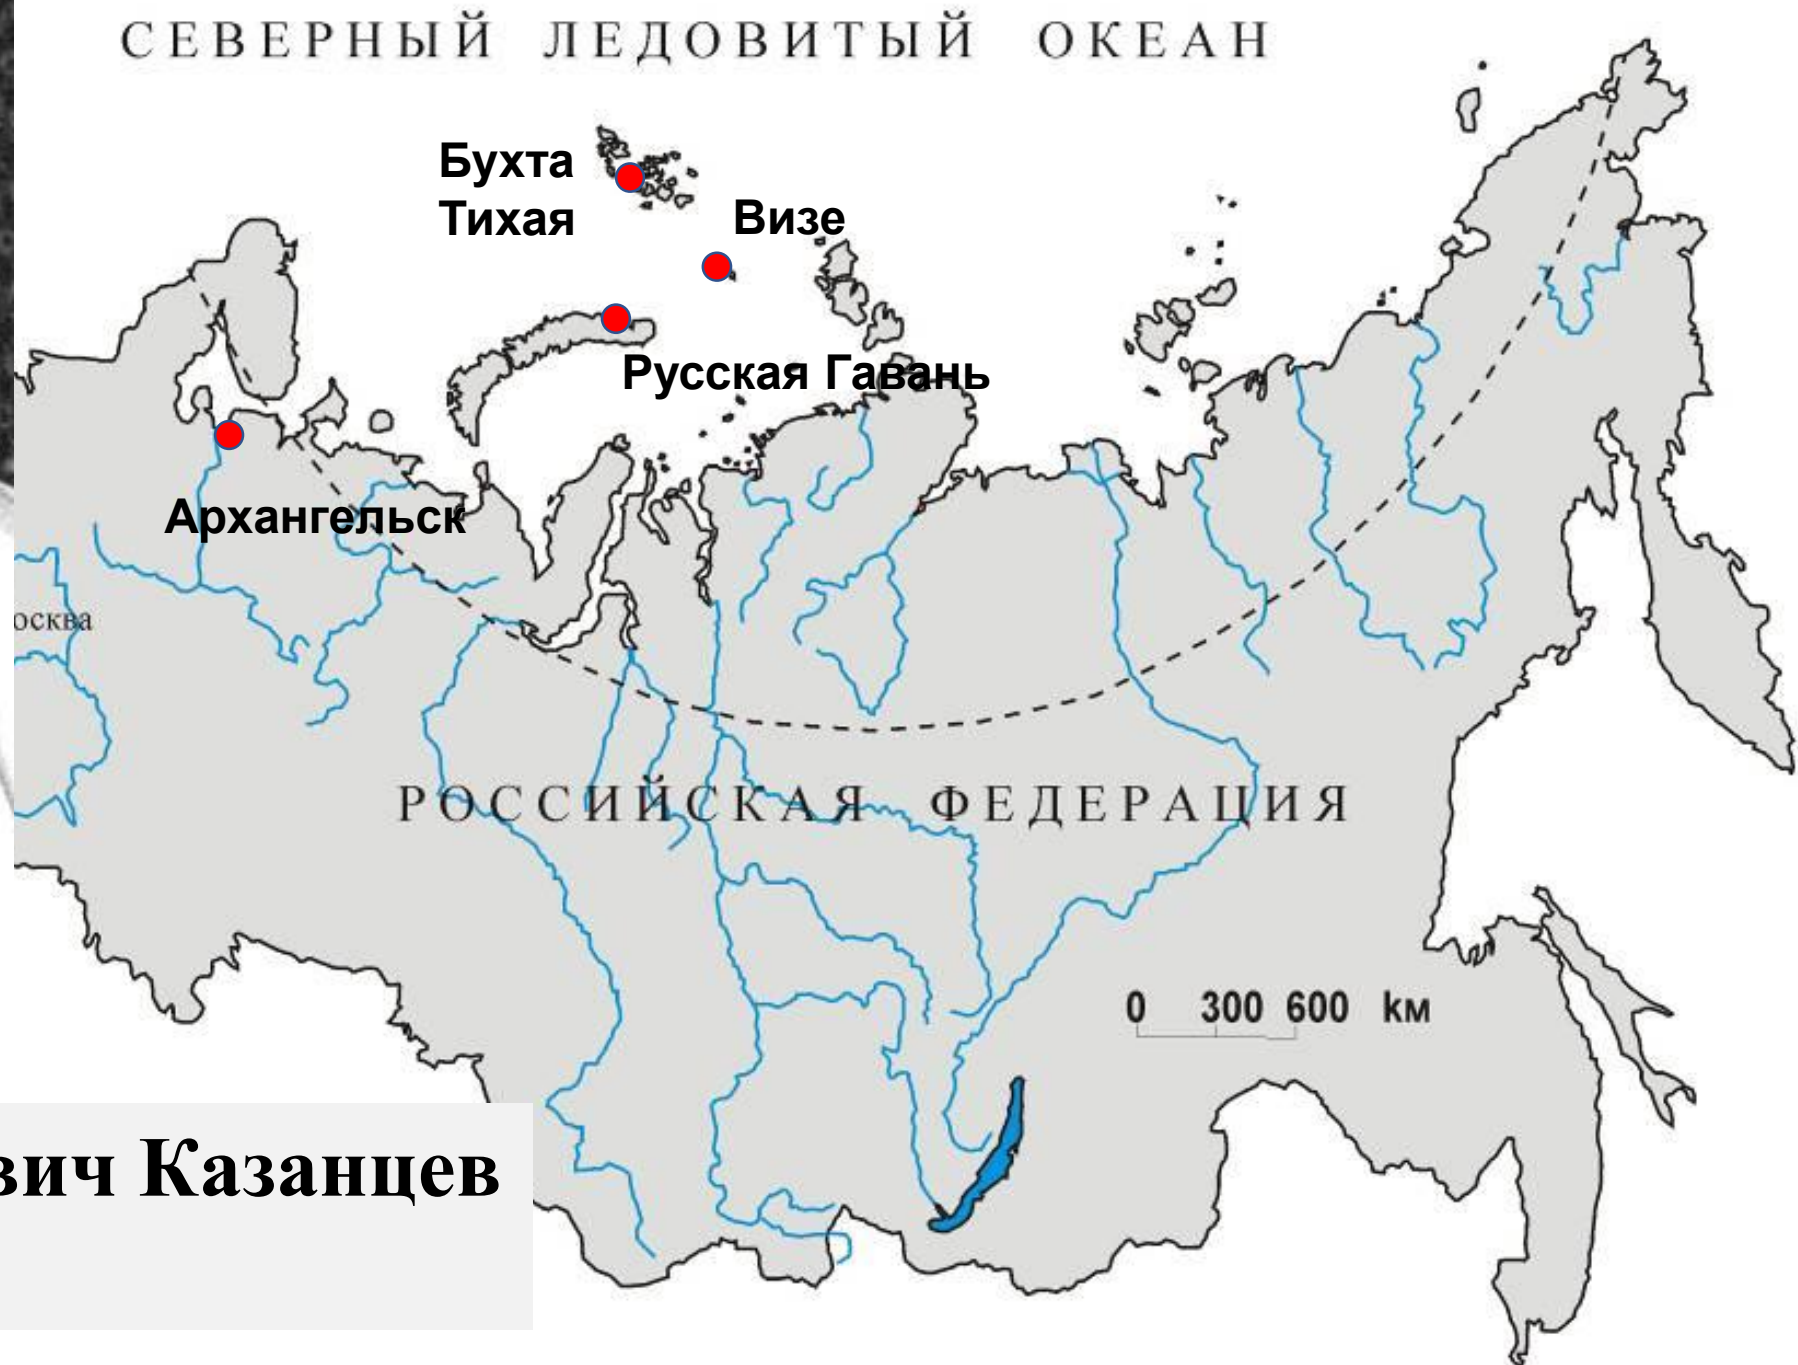 СЕВЕРНЫЙ ЛЕДОВИТЫЙ ОКЕАН
Бухта
Тихая
Визе
Русская Гавань
Архангельск
осква
РОССИЙСКАЯ ФЕДЕРАЦИЯ
0 300 600 км
вич Казанцев